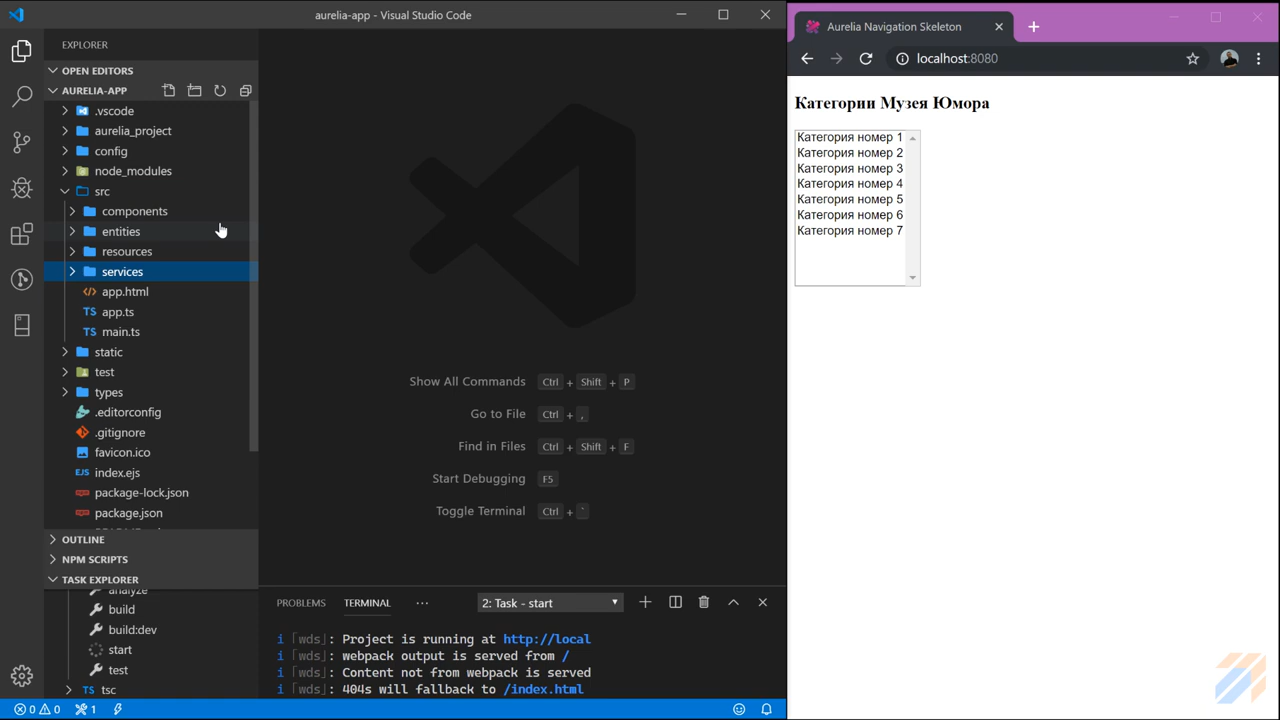 aurelia-app - Visual Studio Code
EXPLORER
OPEN EDITORS
AURELIA-APP
.vscode
aurelia_project
config
node_modules
src
components
entities
resources
services
app.html
TS app.ts
TS main.ts
static
test
types
.editorconfig
.gitignore
favicon.ico
index.ejs
package-lock.json
package.json
OUTLINE
NPM SCRIPTS
TASK EXPLORER
analyze
build
build:dev
start
test
tsc
0 0 1
Show All Commands Ctrl + Shift + P
Go to File Ctrl + ,
Find in Files Ctrl + Shift + F
Start Debugging F5
Toggle Terminal Ctrl + `
PROBLEMS TERMINAL ... 2: Task - start
i ｢wds｣: Project is running at http://local
i ｢wds｣: webpack output is served from /
i ｢wds｣: Content not from webpack is served
i ｢wds｣: 404s will fallback to /index.html
Aurelia Navigation Skeleton
localhost:8080
Категории Музея Юмора
Категория номер 1
Категория номер 2
Категория номер 3
Категория номер 4
Категория номер 5
Категория номер 6
Категория номер 7